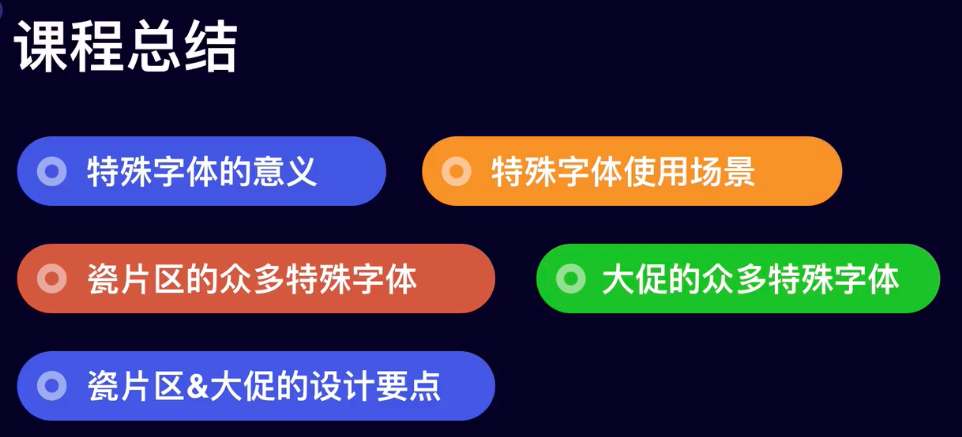 课程总结
特殊字体的意义
特殊字体使用场景
瓷片区的众多特殊字体
大促的众多特殊字体
瓷片区&大促的设计要点